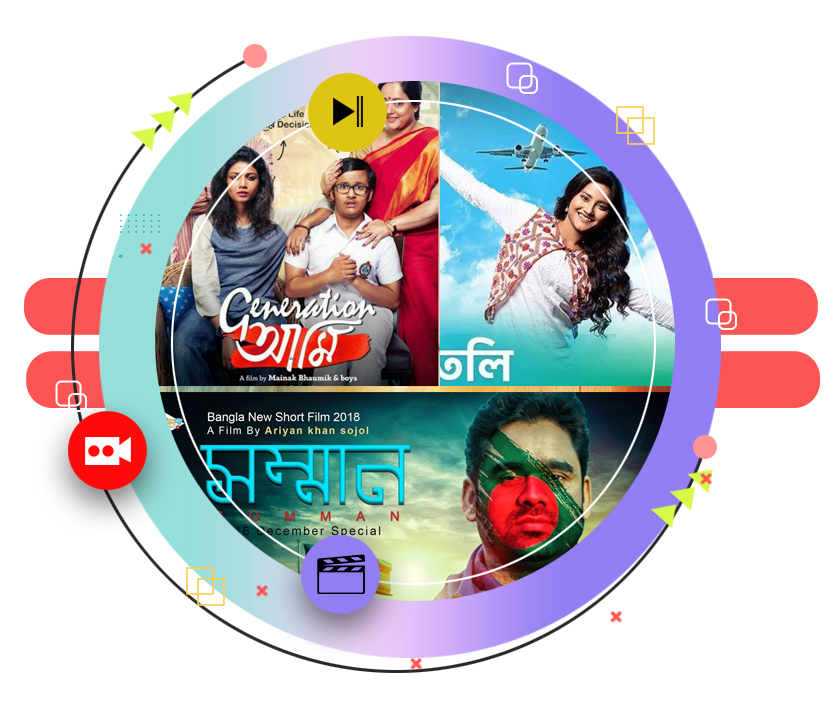 Life
Decisio
Generation
আমি
A film by Mainak Bhaumik & boys
তলি
Bangla New Short Film 2018
A Film By Ariyan khan sojol
সম্মান
OMMAN
6 December Special